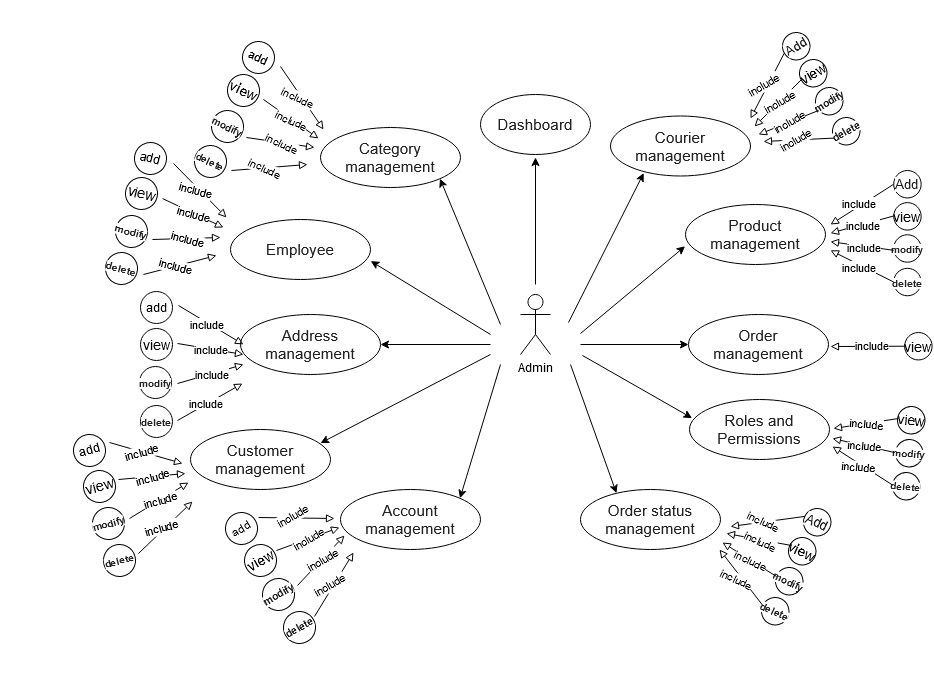 add
include
view
include
modify
include
delete
include
Category
management
Dashboard
Courier
management
Add
include
view
include
modify
include
delete
include
add
include
view
include
modify
include
delete
include
Employee
Product
management
Add
include
view
include
modify
include
delete
include
add
include
view
include
modify
include
delete
include
Address
management
Admin
Order
management
include
view
Roles and
Permissions
include
view
include
modify
include
delete
add
include
view
include
modify
include
delete
include
Customer
management
add
include
view
include
modify
include
delete
include
Account
management
Order status
management
include
Add
include
view
include
modify
include
delete